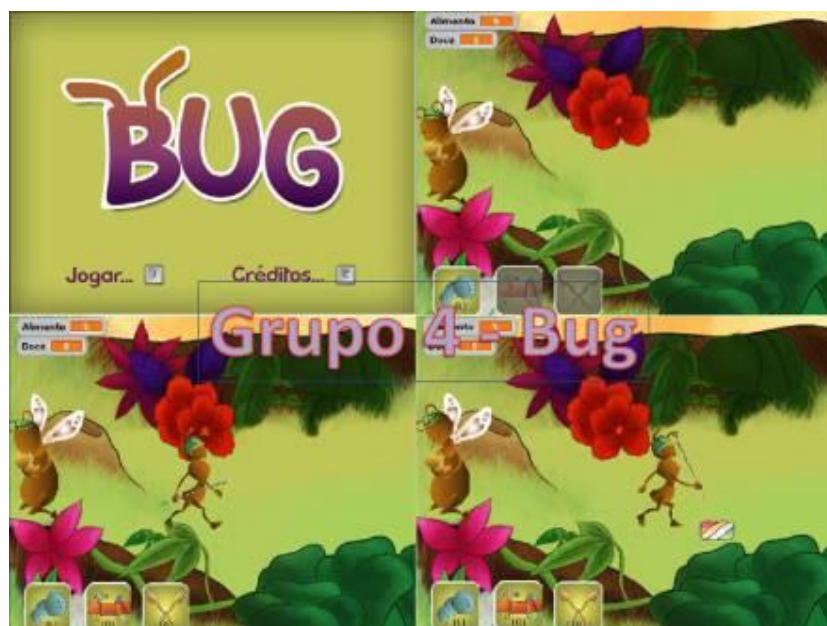 BUG
Jogar...
Créditos...
Alimento
Doce
Grupo 4 - Bug
Alimento
Doce